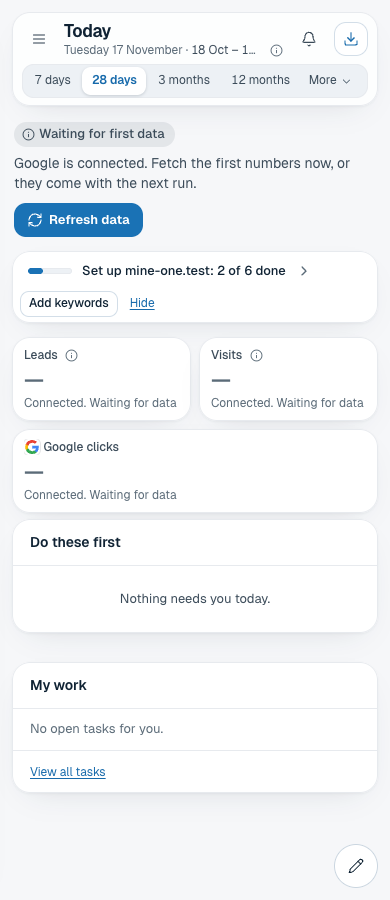 Today
Tuesday 17 November · 18 Oct – 1...
7 days 28 days 3 months 12 months More
Waiting for first data
Google is connected. Fetch the first numbers now, or
they come with the next run.
Refresh data
Set up mine-one.test: 2 of 6 done
Add keywords Hide
Leads Visits
— —
Connected. Waiting for data Connected. Waiting for data
Google clicks
—
Connected. Waiting for data
Do these first
Nothing needs you today.
My work
No open tasks for you.
View all tasks